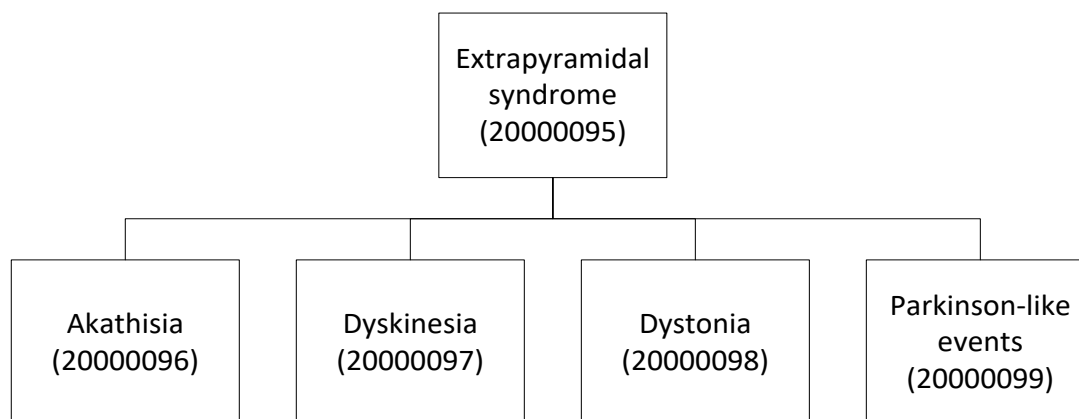 Extrapyramidal
syndrome
(20000095)
Akathisia
(20000096)
Dyskinesia
(20000097)
Dystonia
(20000098)
Parkinson-like
events
(20000099)